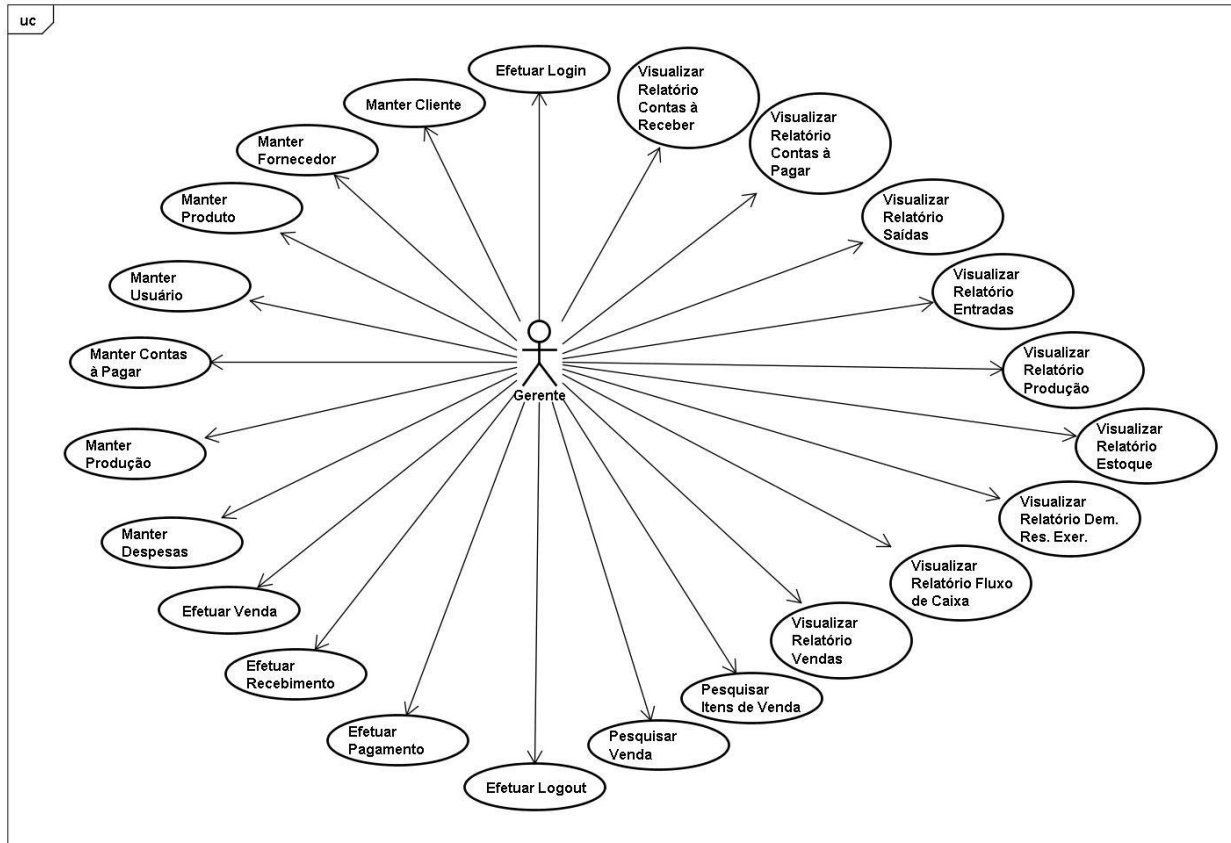 uc
Efetuar Login
Visualizar
Relatório
Contas à
Receber
Visualizar
Relatório
Contas à
Pagar
Visualizar
Relatório
Saídas
Visualizar
Relatório
Entradas
Visualizar
Relatório
Produção
Visualizar
Relatório
Estoque
Visualizar
Relatório Dem.
Res. Exer.
Visualizar
Relatório Fluxo
de Caixa
Visualizar
Relatório
Vendas
Pesquisar
Itens de Venda
Pesquisar
Venda
Efetuar Logout
Efetuar
Pagamento
Efetuar
Recebimento
Efetuar Venda
Manter
Despesas
Manter
Produção
Manter Contas
à Pagar
Manter
Usuário
Manter
Produto
Manter
Fornecedor
Manter Cliente
Gerente